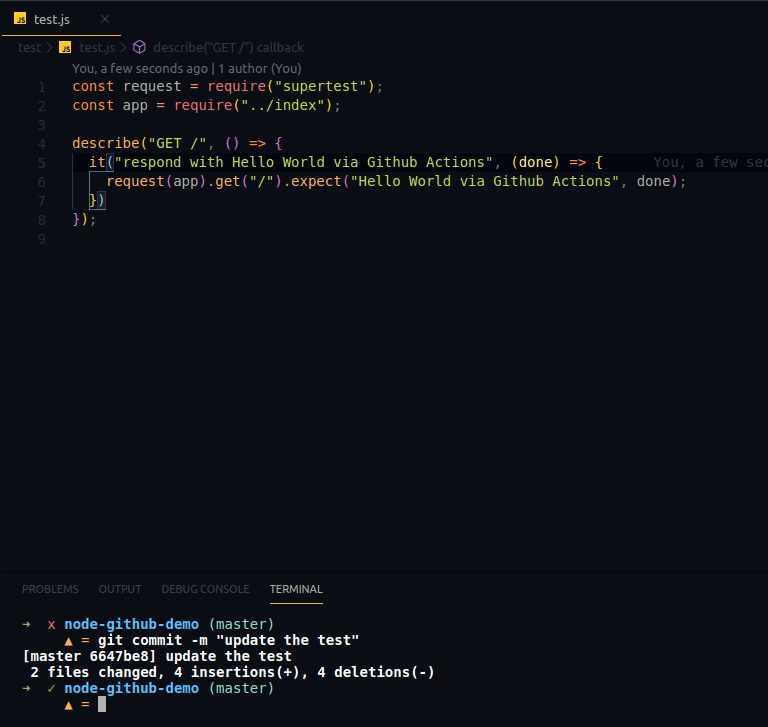 JS test.js ×
test > JS test.js > describe("GET /") callback
You, a few seconds ago | 1 author (You)
1 const request = require("supertest");
2 const app = require("../index");
3
4 describe("GET /", () => {
5 it("respond with Hello World via Github Actions", (done) => { You, a few sec
6 request(app).get("/").expect("Hello World via Github Actions", done);
7 })
8 });
9
PROBLEMS OUTPUT DEBUG CONSOLE TERMINAL
➜ x node-github-demo (master)
▲ = git commit -m "update the test"
[master 6647be8] update the test
2 files changed, 4 insertions(+), 4 deletions(-)
➜ ✓ node-github-demo (master)
▲ =